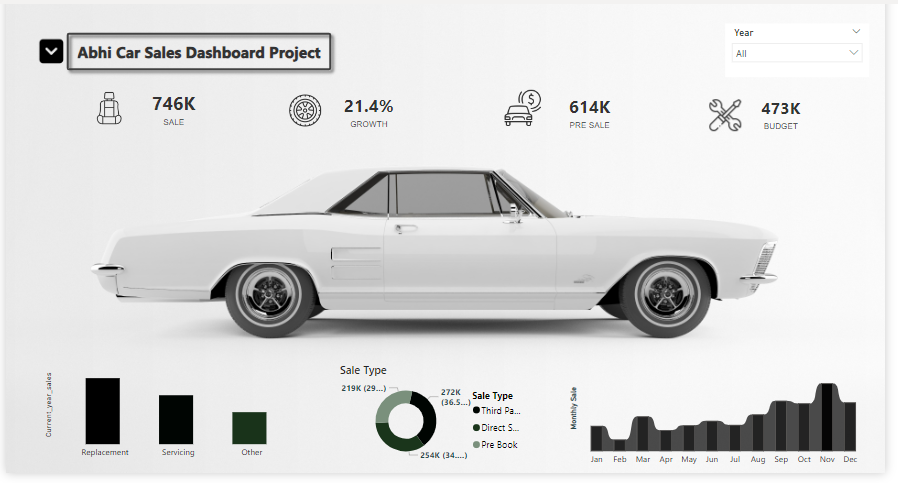 Abhi Car Sales Dashboard Project
Year
All
746K
SALE
21.4%
GROWTH
614K
PRE SALE
473K
BUDGET
Current_year_sales
Replacement
Servicing
Other
Sale Type
219K (29...)
272K
(36.5...)
254K (34....)
Sale Type
Third Pa...
Direct S...
Pre Book
Monthly Sale
Jan Feb Mar Apr May Jun Jul Aug Sep Oct Nov Dec